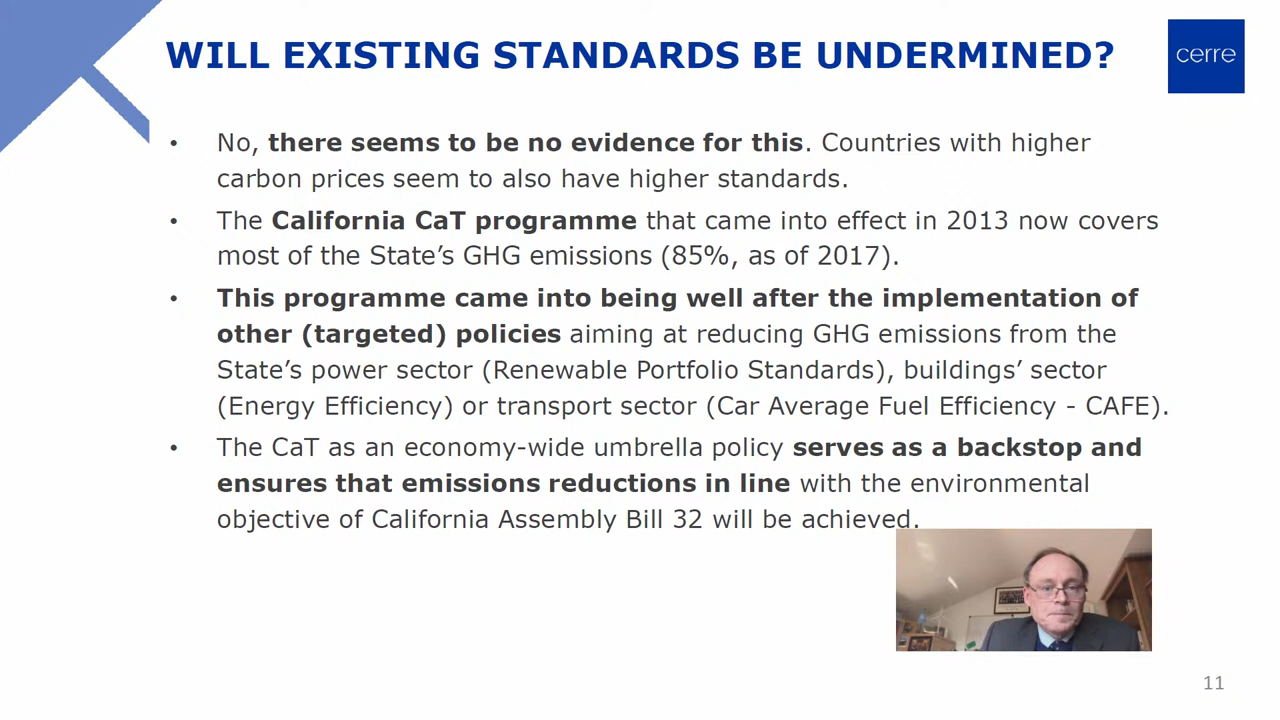 WILL EXISTING STANDARDS BE UNDERMINED?
cerre
• No, there seems to be no evidence for this. Countries with higher
carbon prices seem to also have higher standards.
• The California CaT programme that came into effect in 2013 now covers
most of the State’s GHG emissions (85%, as of 2017).
• This programme came into being well after the implementation of
other (targeted) policies aiming at reducing GHG emissions from the
State’s power sector (Renewable Portfolio Standards), buildings’ sector
(Energy Efficiency) or transport sector (Car Average Fuel Efficiency - CAFE).
• The CaT as an economy-wide umbrella policy serves as a backstop and
ensures that emissions reductions in line with the environmental
objective of California Assembly Bill 32 will be achieved.
11